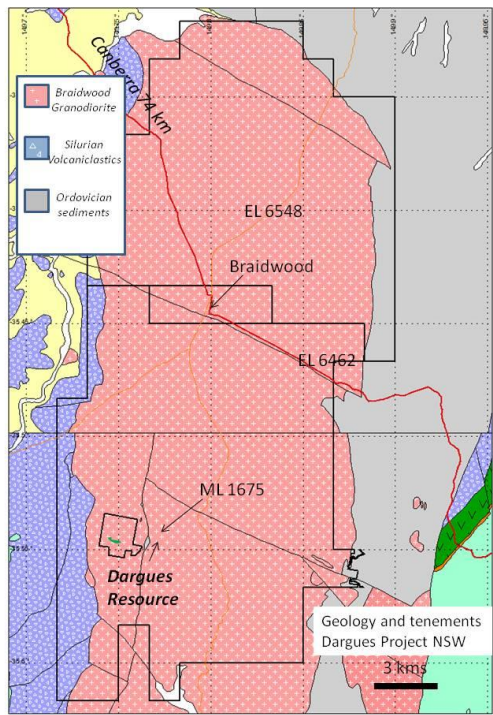 Canberra 74 km
Braidwood
Granodiorite
Silurian
Volcaniclastics
Ordovician
sediments
EL 6548
Braidwood
EL 6462
ML 1675
Dargues
Resource
Geology and tenements
Dargues Project NSW
3 kms